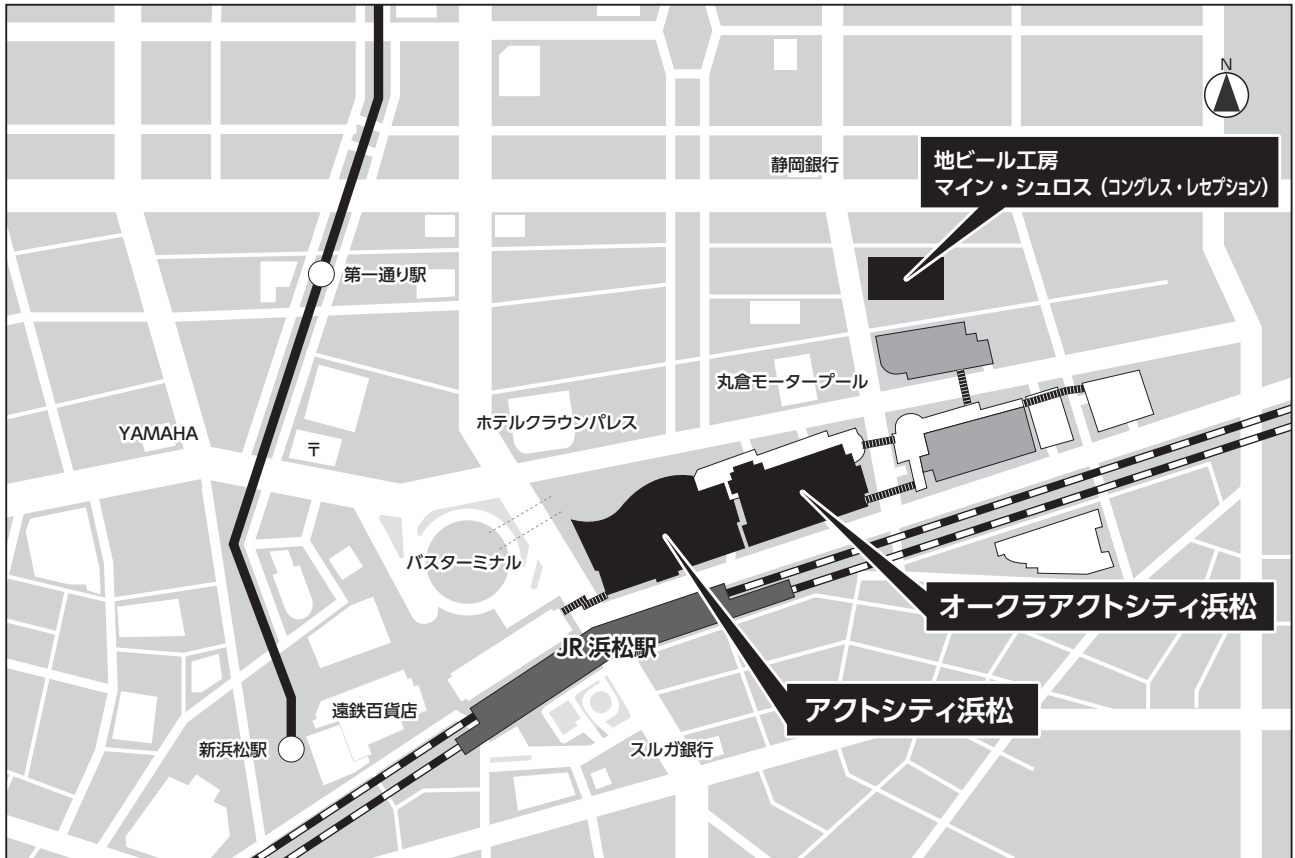 N
地ビール工房
マイン・シュロス（コングレス・レセプション）
静岡銀行
第一通り駅
丸倉モータープール
ホテルクラウンパレス
YAMAHA
〒
バスターミナル
オークラアクトシティ浜松
JR 浜松駅
アクトシティ浜松
遠鉄百貨店
新浜松駅
スルガ銀行